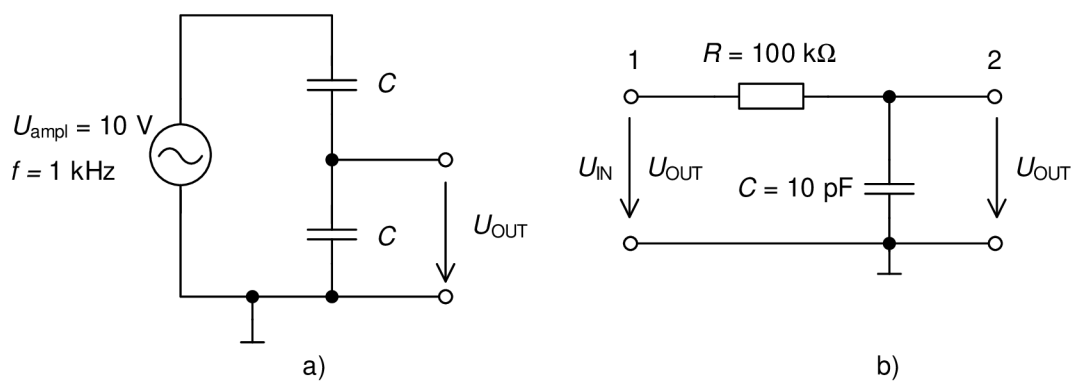 U_ampl = 10 V
f = 1 kHz
C
C
U_OUT
a)
1
R = 100 kΩ
2
U_IN
U_OUT
C = 10 pF
U_OUT
b)